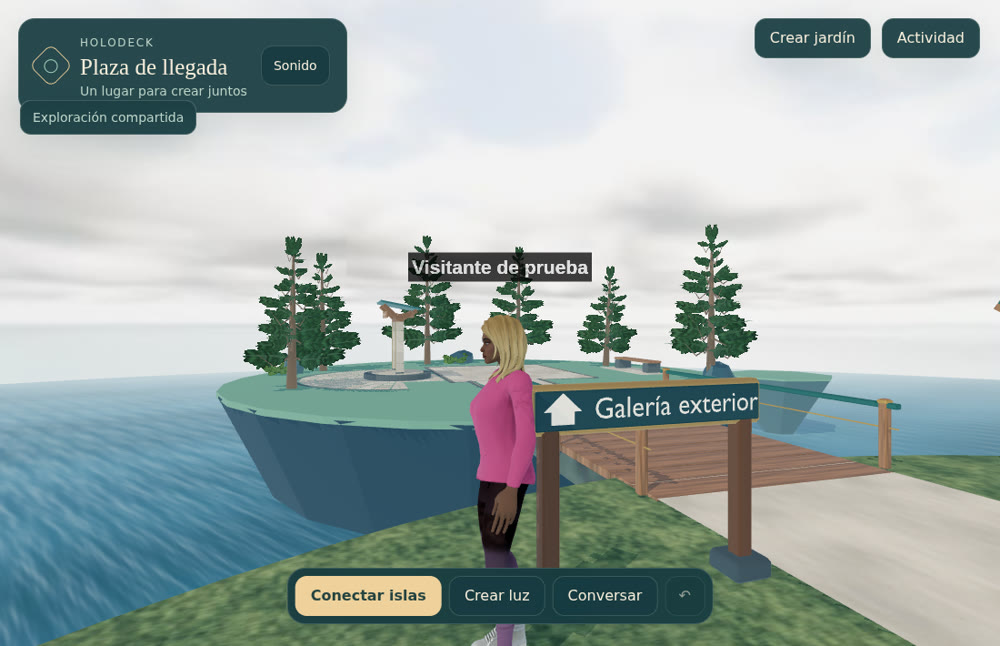 HOLODECK
Plaza de llegada
Un lugar para crear juntos
Sonido
Exploración compartida
Crear jardín
Actividad
Visitante de prueba
Galería exterior
Conectar islas
Crear luz
Conversar